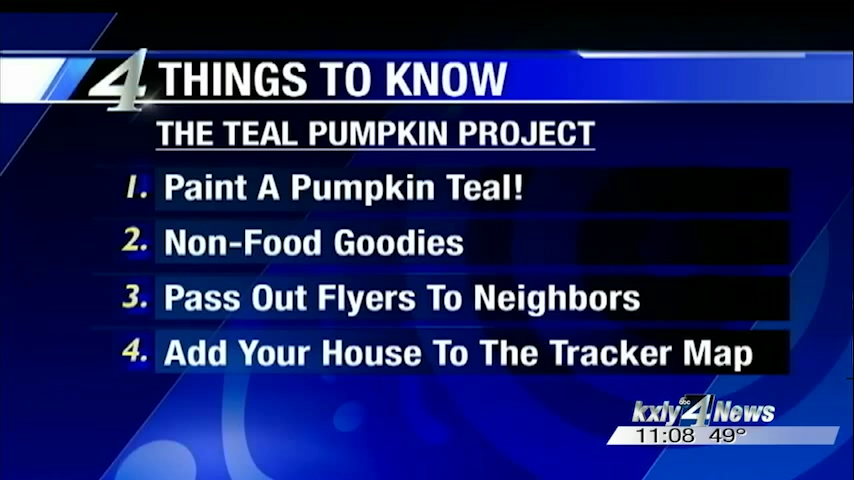 4 THINGS TO KNOW
THE TEAL PUMPKIN PROJECT
1. Paint A Pumpkin Teal!
2. Non-Food Goodies
3. Pass Out Flyers To Neighbors
4. Add Your House To The Tracker Map
kxly abc 4 News
11:08 49°